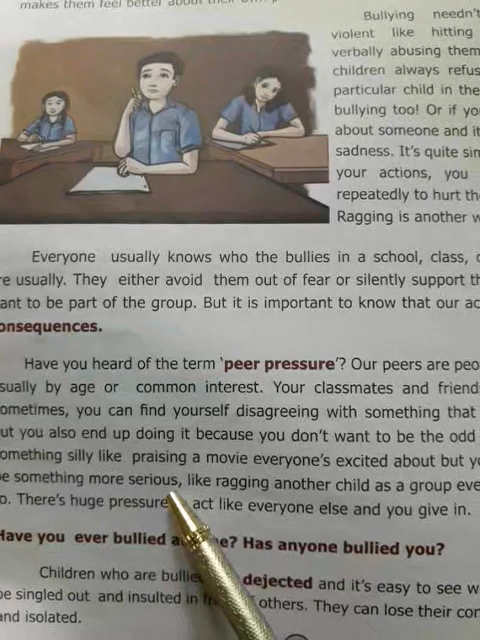 makes them feel better about their
Bullying needn't
violent like hitting
verbally abusing them
children always refus
particular child in the
bullying too! Or if yo
about someone and it
sadness. It's quite sin
your actions, you
repeatedly to hurt th
Ragging is another w
Everyone usually knows who the bullies in a school, class, c
re usually. They either avoid them out of fear or silently support th
ant to be part of the group. But it is important to know that our ac
onsequences.
Have you heard of the term 'peer pressure'? Our peers are peo
sually by age or common interest. Your classmates and friend
ometimes, you can find yourself disagreeing with something that
ut you also end up doing it because you don't want to be the odd
omething silly like praising a movie everyone's excited about but yo
e something more serious, like ragging another child as a group eve
o. There's huge pressure act like everyone else and you give in.
Have you ever bullied a ne? Has anyone bullied you?
Children who are bullie dejected and it's easy to see w
be singled out and insulted in f others. They can lose their con
and isolated.